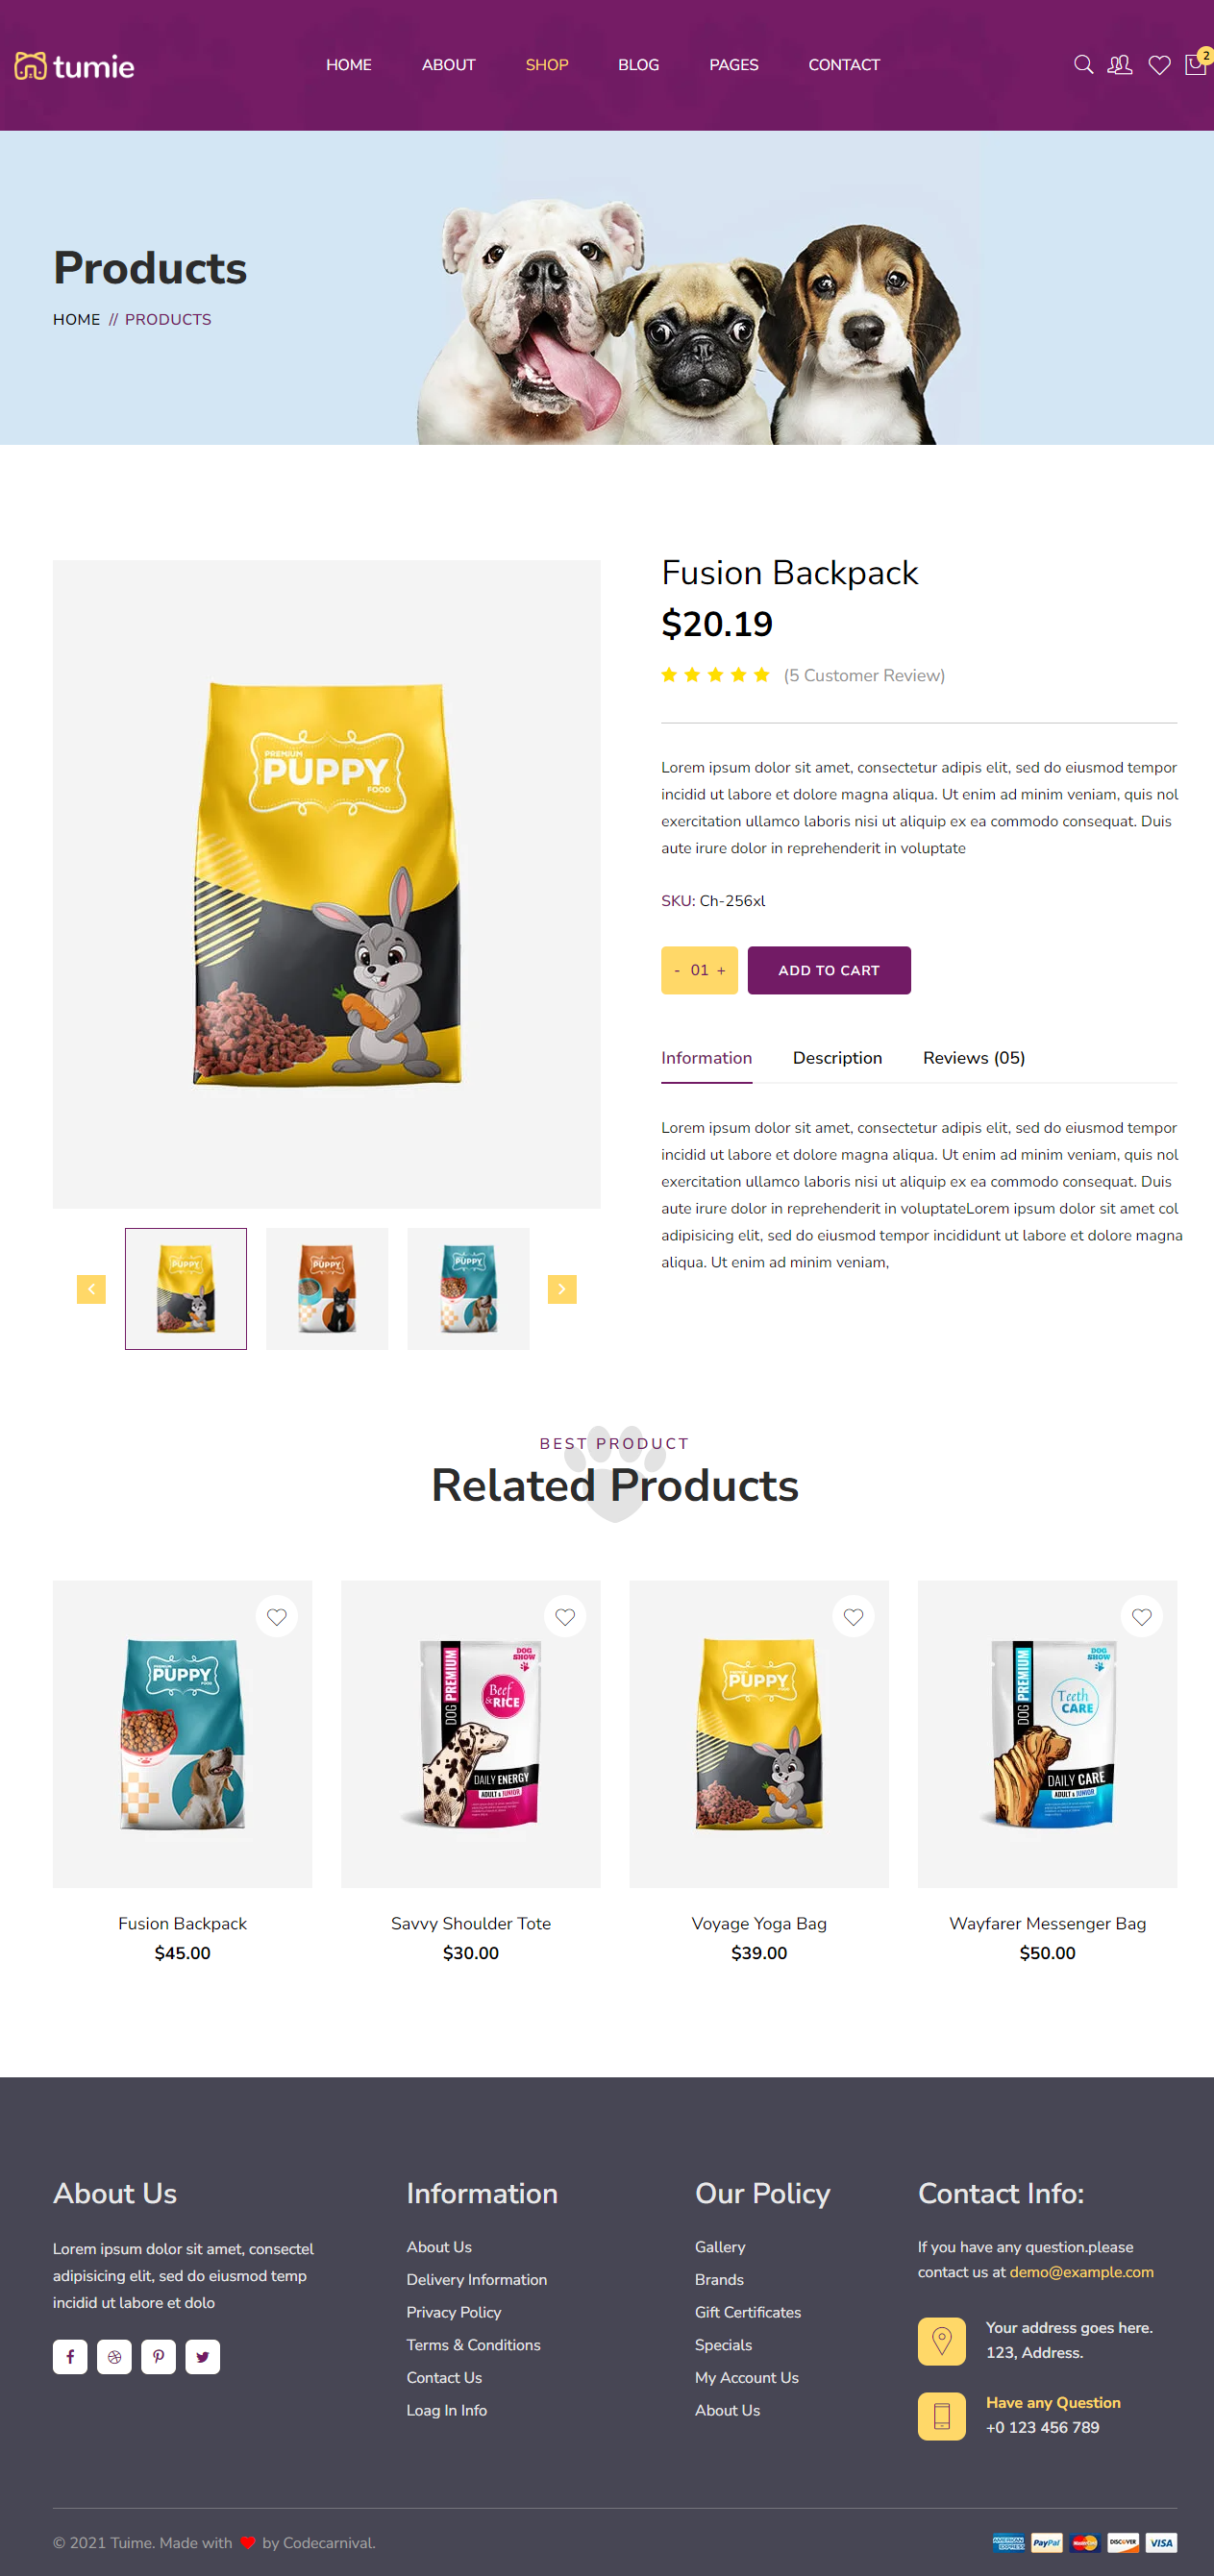 tumie
HOME ABOUT SHOP BLOG PAGES CONTACT
2
Products
HOME // PRODUCTS
Fusion Backpack
$20.19
(5 Customer Review)
Lorem ipsum dolor sit amet, consectetur adipis elit, sed do eiusmod tempor
incidid ut labore et dolore magna aliqua. Ut enim ad minim veniam, quis nol
exercitation ullamco laboris nisi ut aliquip ex ea commodo consequat. Duis
aute irure dolor in reprehenderit in voluptate
SKU: Ch-256xl
- 01 +
ADD TO CART
Information Description Reviews (05)
Lorem ipsum dolor sit amet, consectetur adipis elit, sed do eiusmod tempor
incidid ut labore et dolore magna aliqua. Ut enim ad minim veniam, quis nol
exercitation ullamco laboris nisi ut aliquip ex ea commodo consequat. Duis
aute irure dolor in reprehenderit in voluptateLorem ipsum dolor sit amet col
adipisicing elit, sed do eiusmod tempor incididunt ut labore et dolore magna
aliqua. Ut enim ad minim veniam,
PREMIUM
PUPPY
FOOD
PUPPY
PUPPY
PUPPY
BEST PRODUCT
Related Products
PUPPY
Fusion Backpack
$45.00
DOG PREMIUM
DOG
SHOW
Beef
&RICE
DAILY ENERGY
ADULT & JUNIOR
Savvy Shoulder Tote
$30.00
PUPPY
Voyage Yoga Bag
$39.00
DOG PREMIUM
DOG
SHOW
Teeth
CARE
DAILY CARE
ADULT & JUNIOR
Wayfarer Messenger Bag
$50.00
About Us
Lorem ipsum dolor sit amet, consectel
adipisicing elit, sed do eiusmod temp
incidid ut labore et dolo
Information
About Us
Delivery Information
Privacy Policy
Terms & Conditions
Contact Us
Loag In Info
Our Policy
Gallery
Brands
Gift Certificates
Specials
My Account Us
About Us
Contact Info:
If you have any question.please
contact us at demo@example.com
Your address goes here.
123, Address.
Have any Question
+0 123 456 789
© 2021 Tuime. Made with by Codecarnival.
AMERICAN EXPRESS PayPal MasterCard DISCOVER VISA